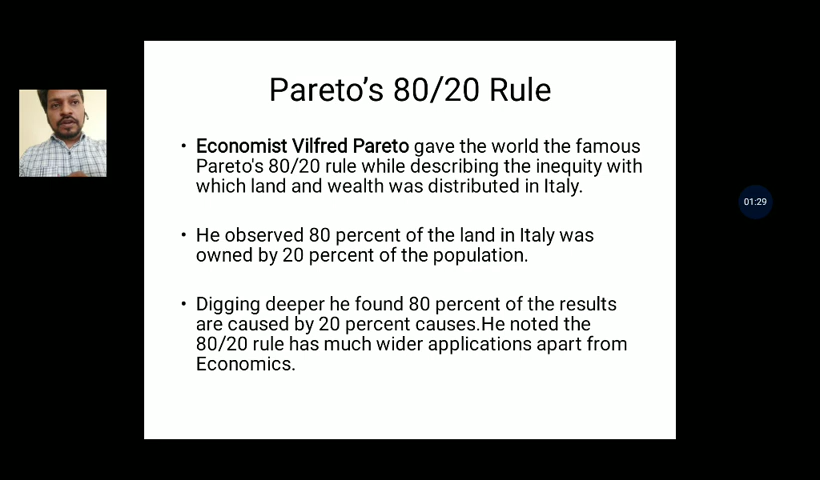 Pareto's 80/20 Rule
• Economist Vilfred Pareto gave the world the famous
Pareto's 80/20 rule while describing the inequity with
which land and wealth was distributed in Italy.
• He observed 80 percent of the land in Italy was
owned by 20 percent of the population.
• Digging deeper he found 80 percent of the results
are caused by 20 percent causes.He noted the
80/20 rule has much wider applications apart from
Economics.
01:29